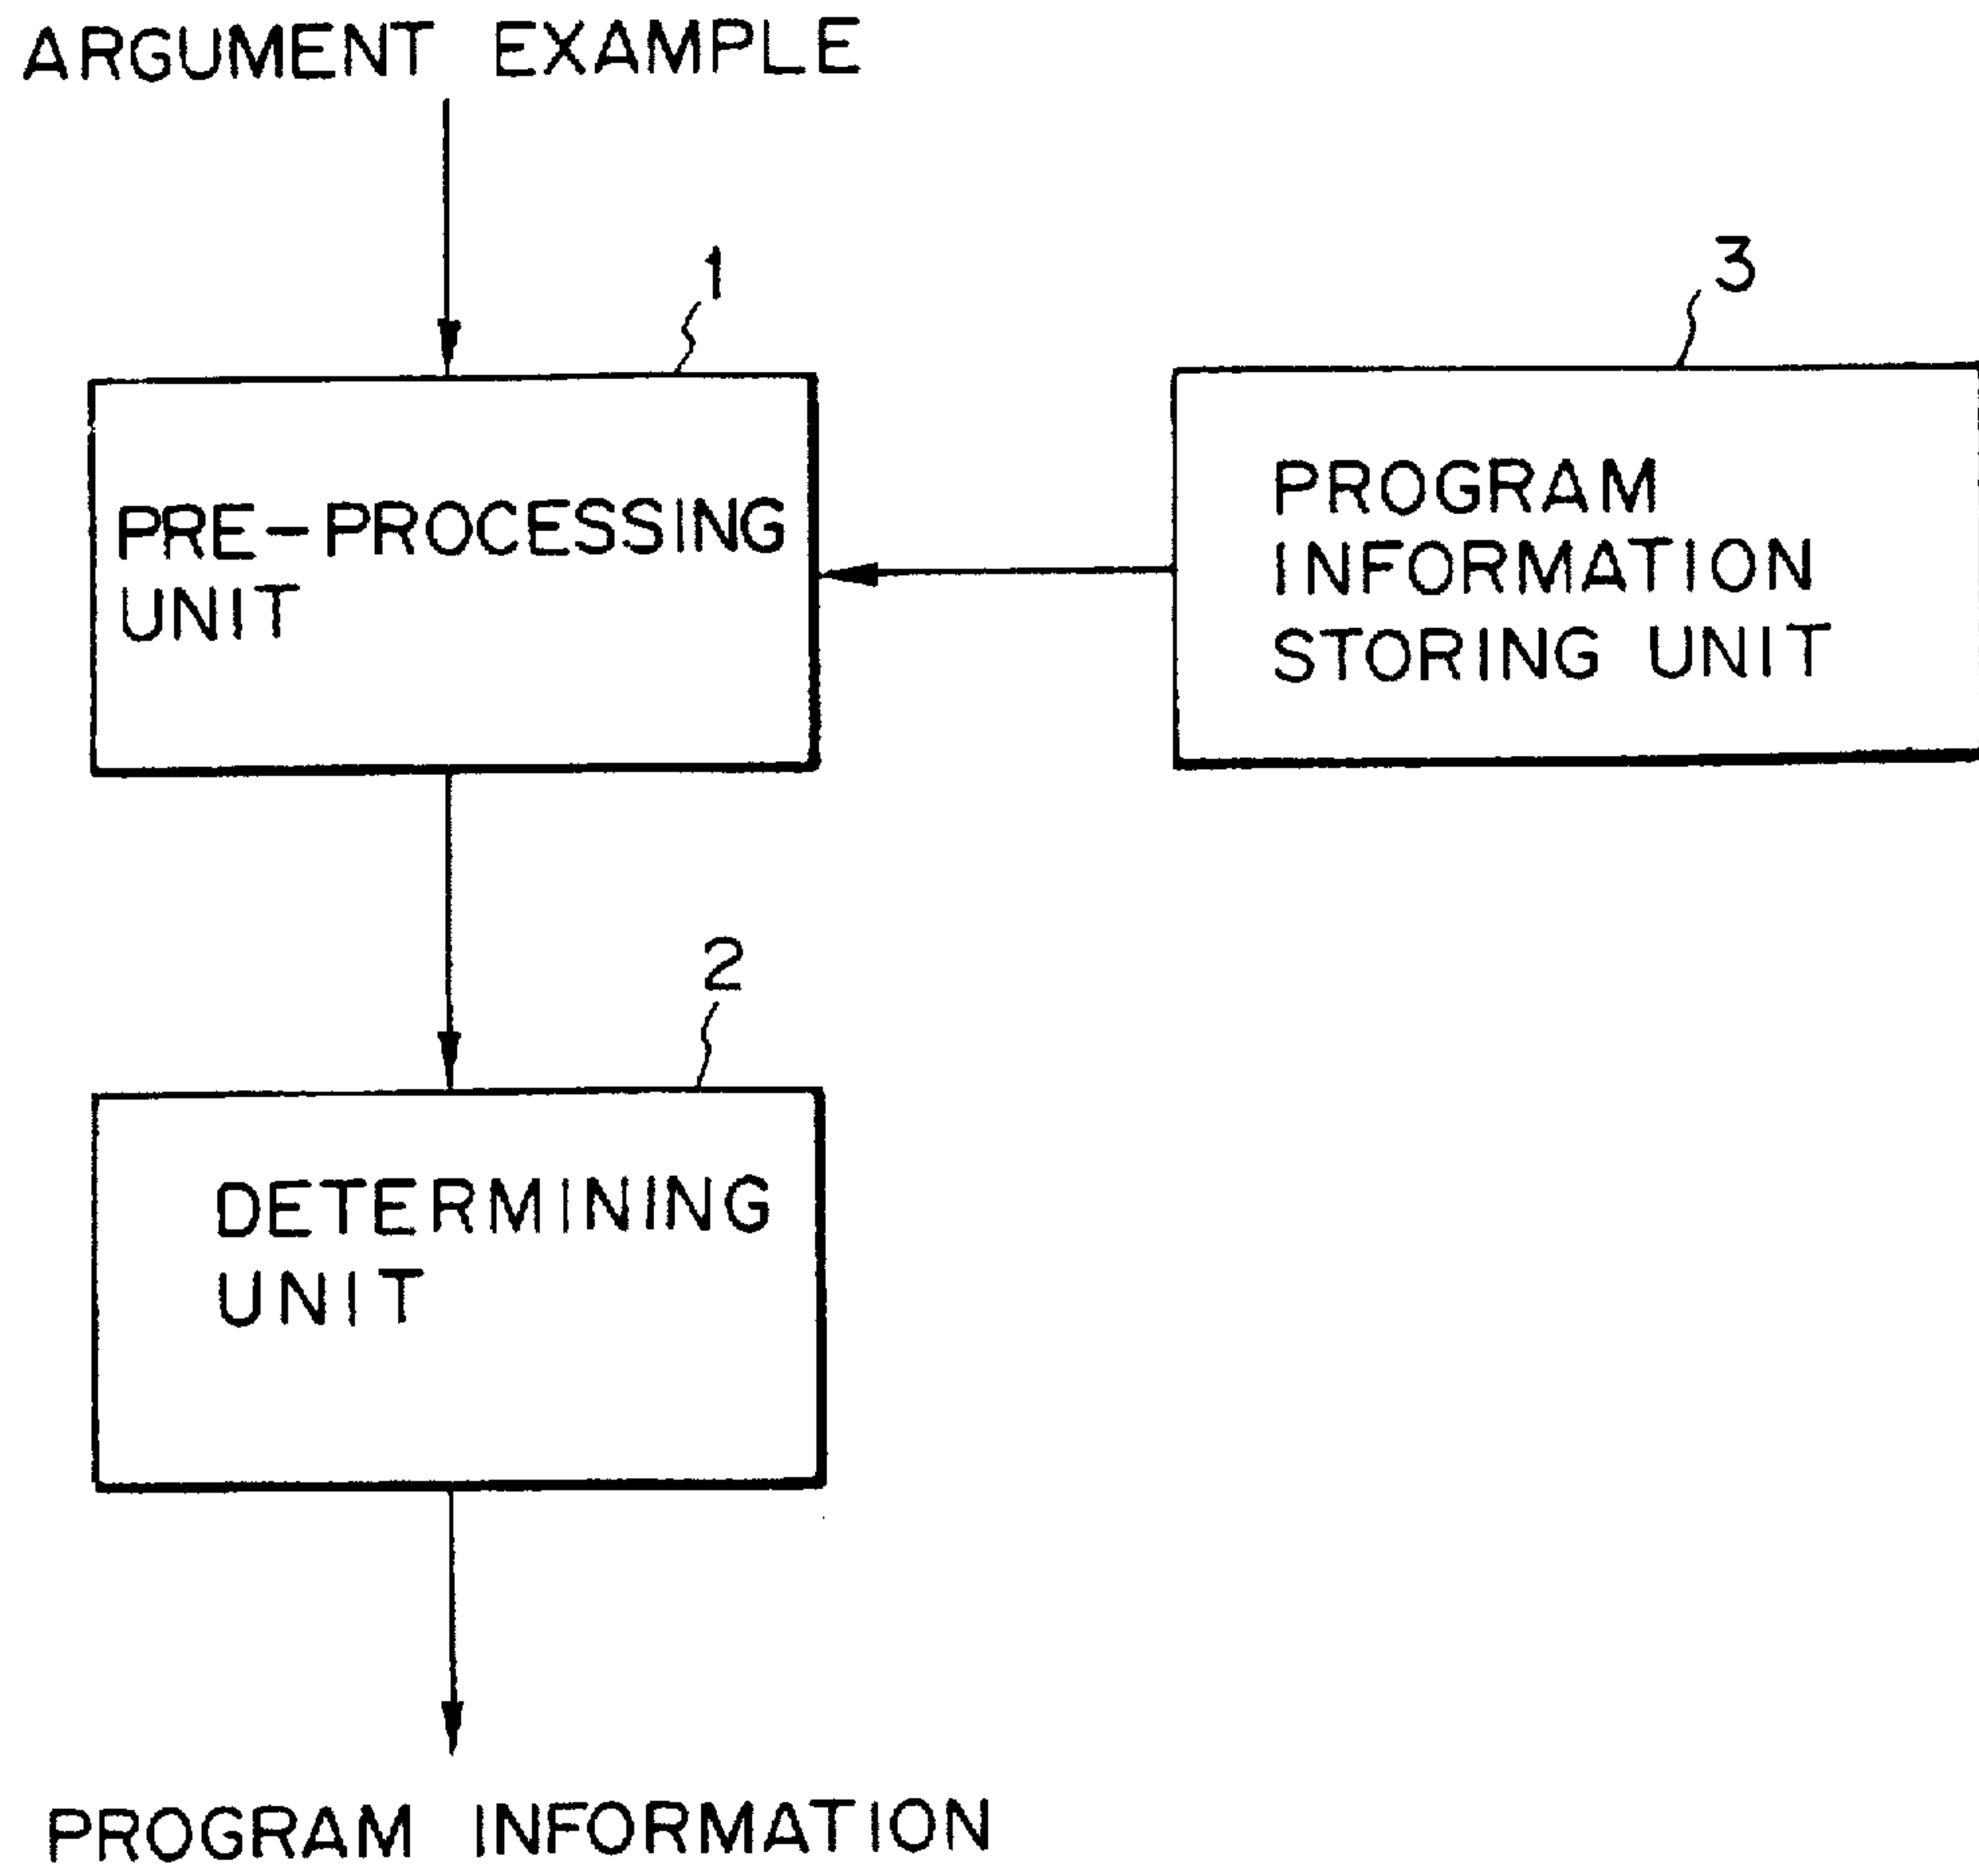 ARGUMENT EXAMPLE
1
PRE-PROCESSING
UNIT
3
PROGRAM
INFORMATION
STORING UNIT
2
DETERMINING
UNIT
PROGRAM INFORMATION